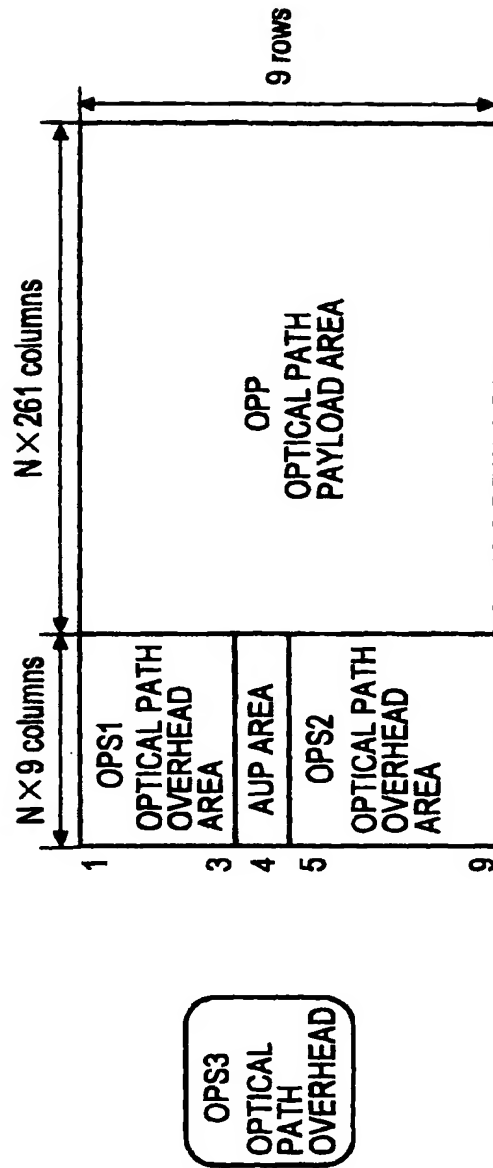 N × 9 columns
N × 261 columns
9 rows
1
3
4
5
9
OPS1
OPTICAL PATH
OVERHEAD
AREA
AUP AREA
OPS2
OPTICAL PATH
OVERHEAD
AREA
OPP
OPTICAL PATH
PAYLOAD AREA
OPS3
OPTICAL
PATH
OVERHEAD